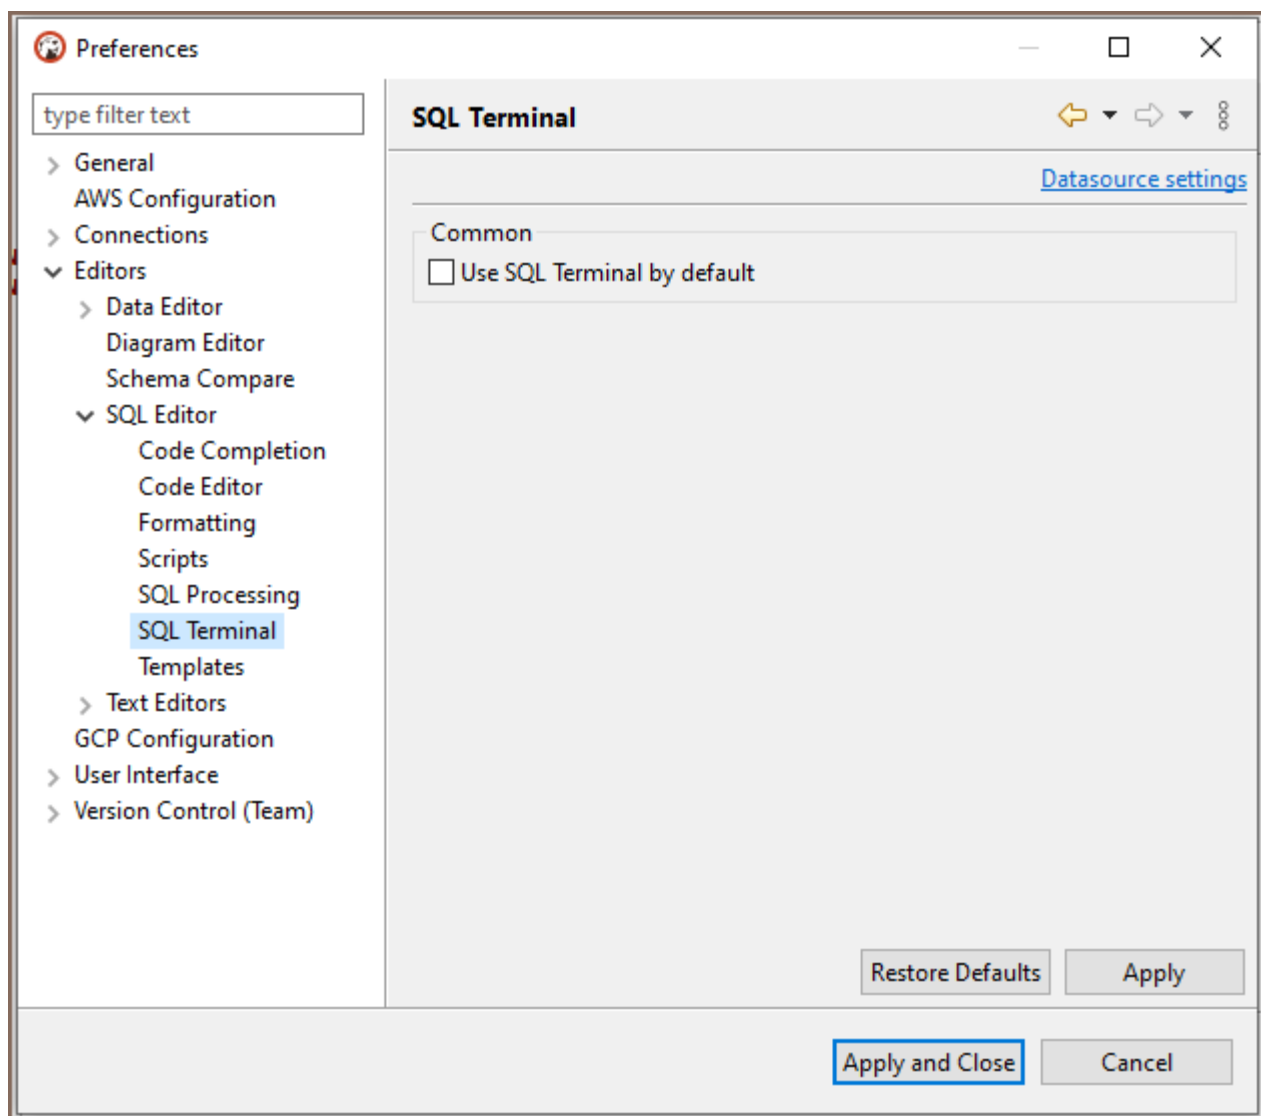 Preferences
type filter text
General
AWS Configuration
Connections
Editors
Data Editor
Diagram Editor
Schema Compare
SQL Editor
Code Completion
Code Editor
Formatting
Scripts
SQL Processing
SQL Terminal
Templates
Text Editors
GCP Configuration
User Interface
Version Control (Team)
SQL Terminal
Datasource settings
Common
Use SQL Terminal by default
Restore Defaults
Apply
Apply and Close
Cancel